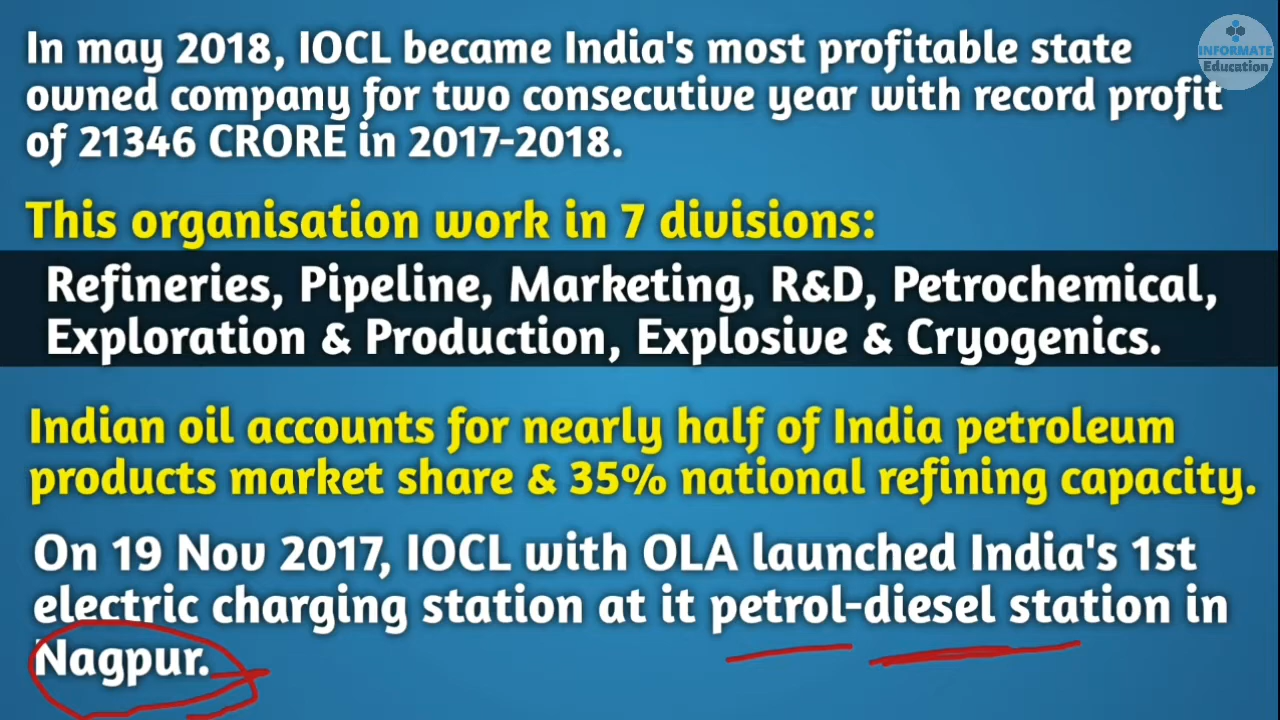 In may 2018, IOCL became India's most profitable state
owned company for two consecutive year with record profit
of 21346 CRORE in 2017-2018.
INFORMATE
Education
This organisation work in 7 divisions:
Refineries, Pipeline, Marketing, R&D, Petrochemical,
Exploration & Production, Explosive & Cryogenics.
Indian oil accounts for nearly half of India petroleum
products market share & 35% national refining capacity.
On 19 Nov 2017, IOCL with OLA launched India's 1st
electric charging station at it petrol-diesel station in
Nagpur.